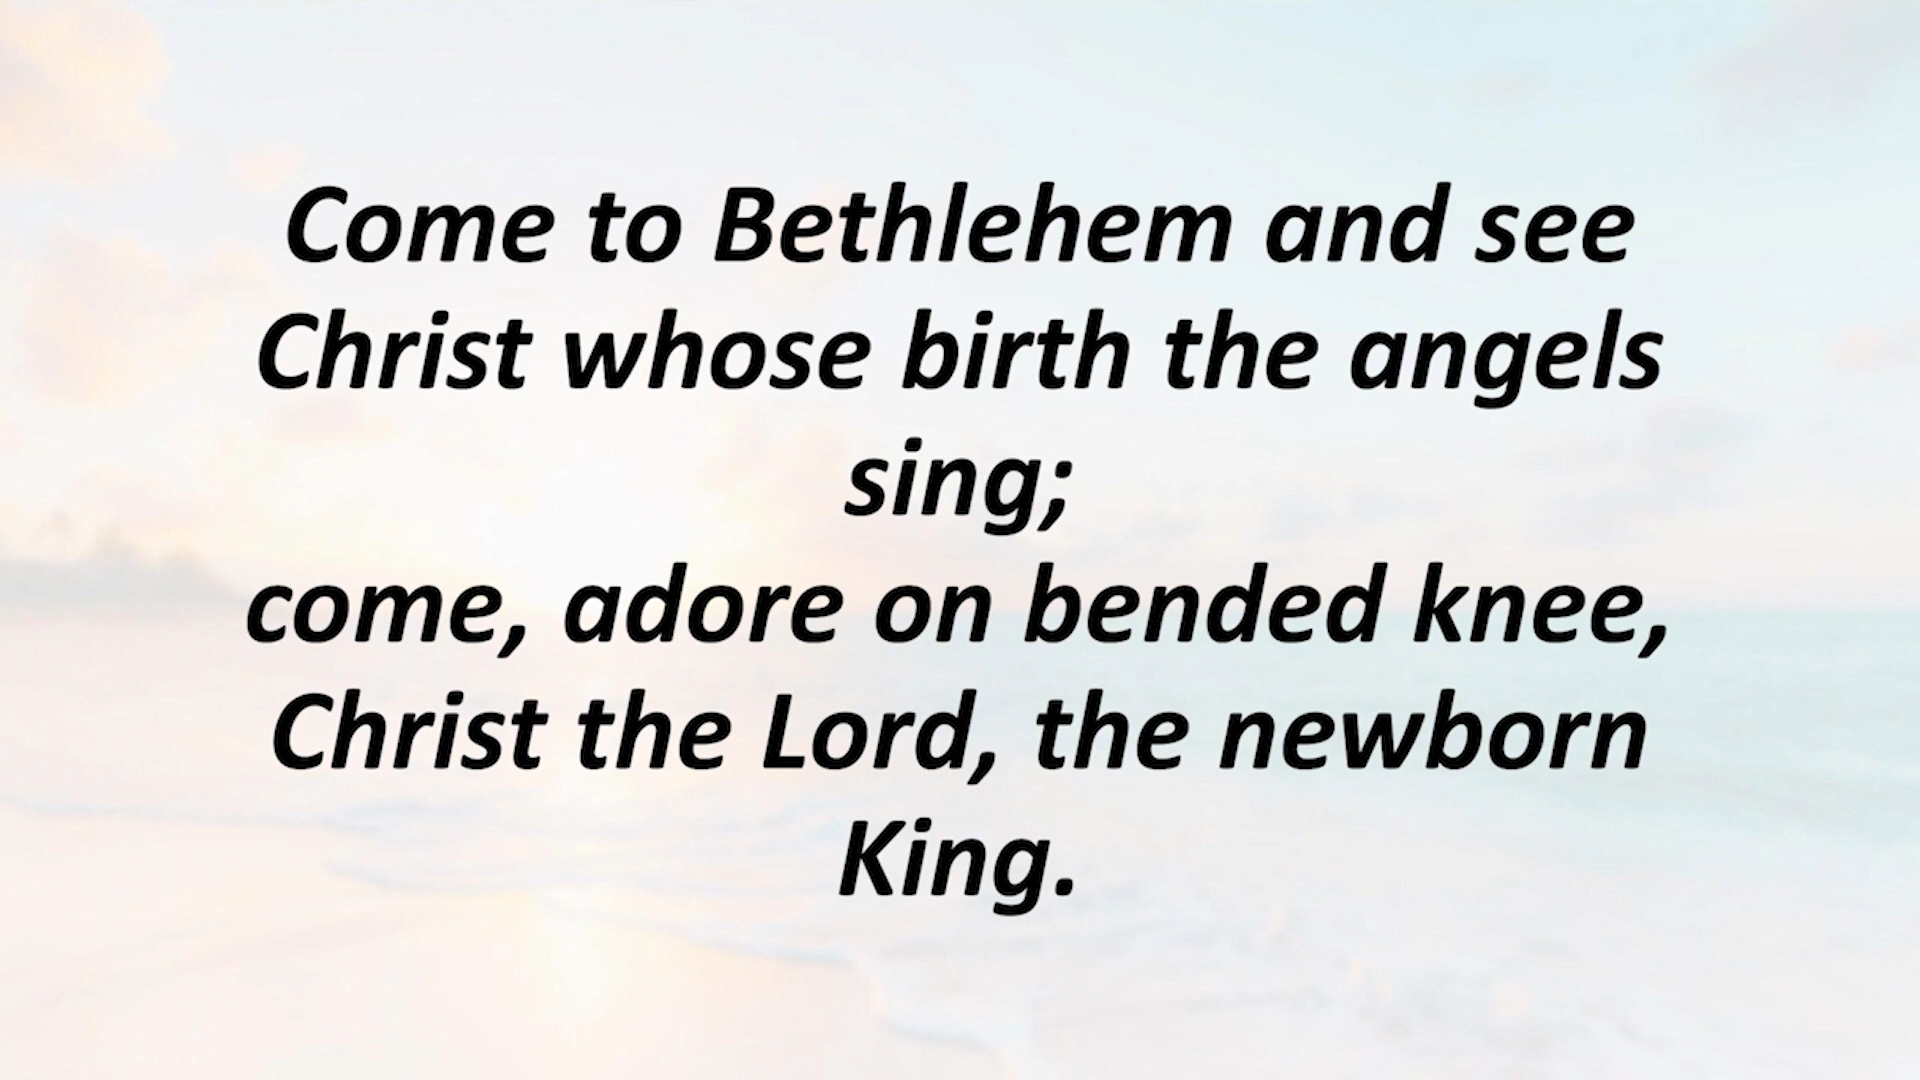 Come to Bethlehem and see
Christ whose birth the angels
sing;
come, adore on bended knee,
Christ the Lord, the newborn
King.